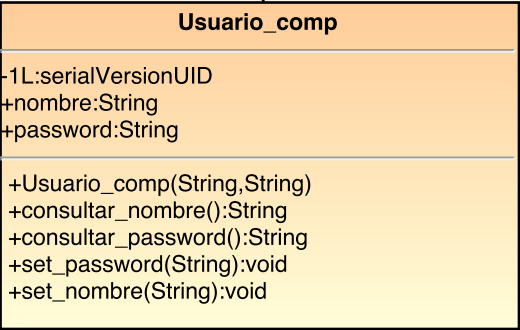 Usuario_comp
-1L:serialVersionUID
+nombre:String
+password:String
+Usuario_comp(String,String)
+consultar_nombre():String
+consultar_password():String
+set_password(String):void
+set_nombre(String):void